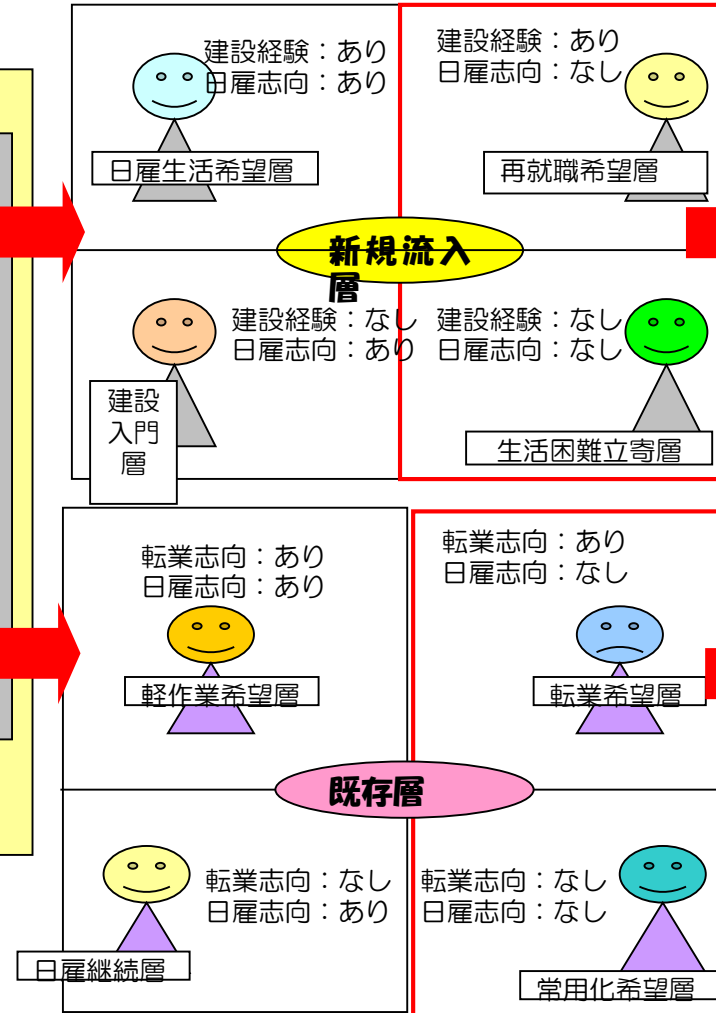 建設経験：あり
日雇志向：あり
日雇生活希望層
建設経験：あり
日雇志向：なし
再就職希望層
新規流入
層
建設経験：なし
日雇志向：あり
建設
入門
層
建設経験：なし
日雇志向：なし
生活困難立寄層
転業志向：あり
日雇志向：あり
軽作業希望層
転業志向：あり
日雇志向：なし
転業希望層
既存層
転業志向：なし
日雇志向：あり
日雇継続層
転業志向：なし
日雇志向：なし
常用化希望層